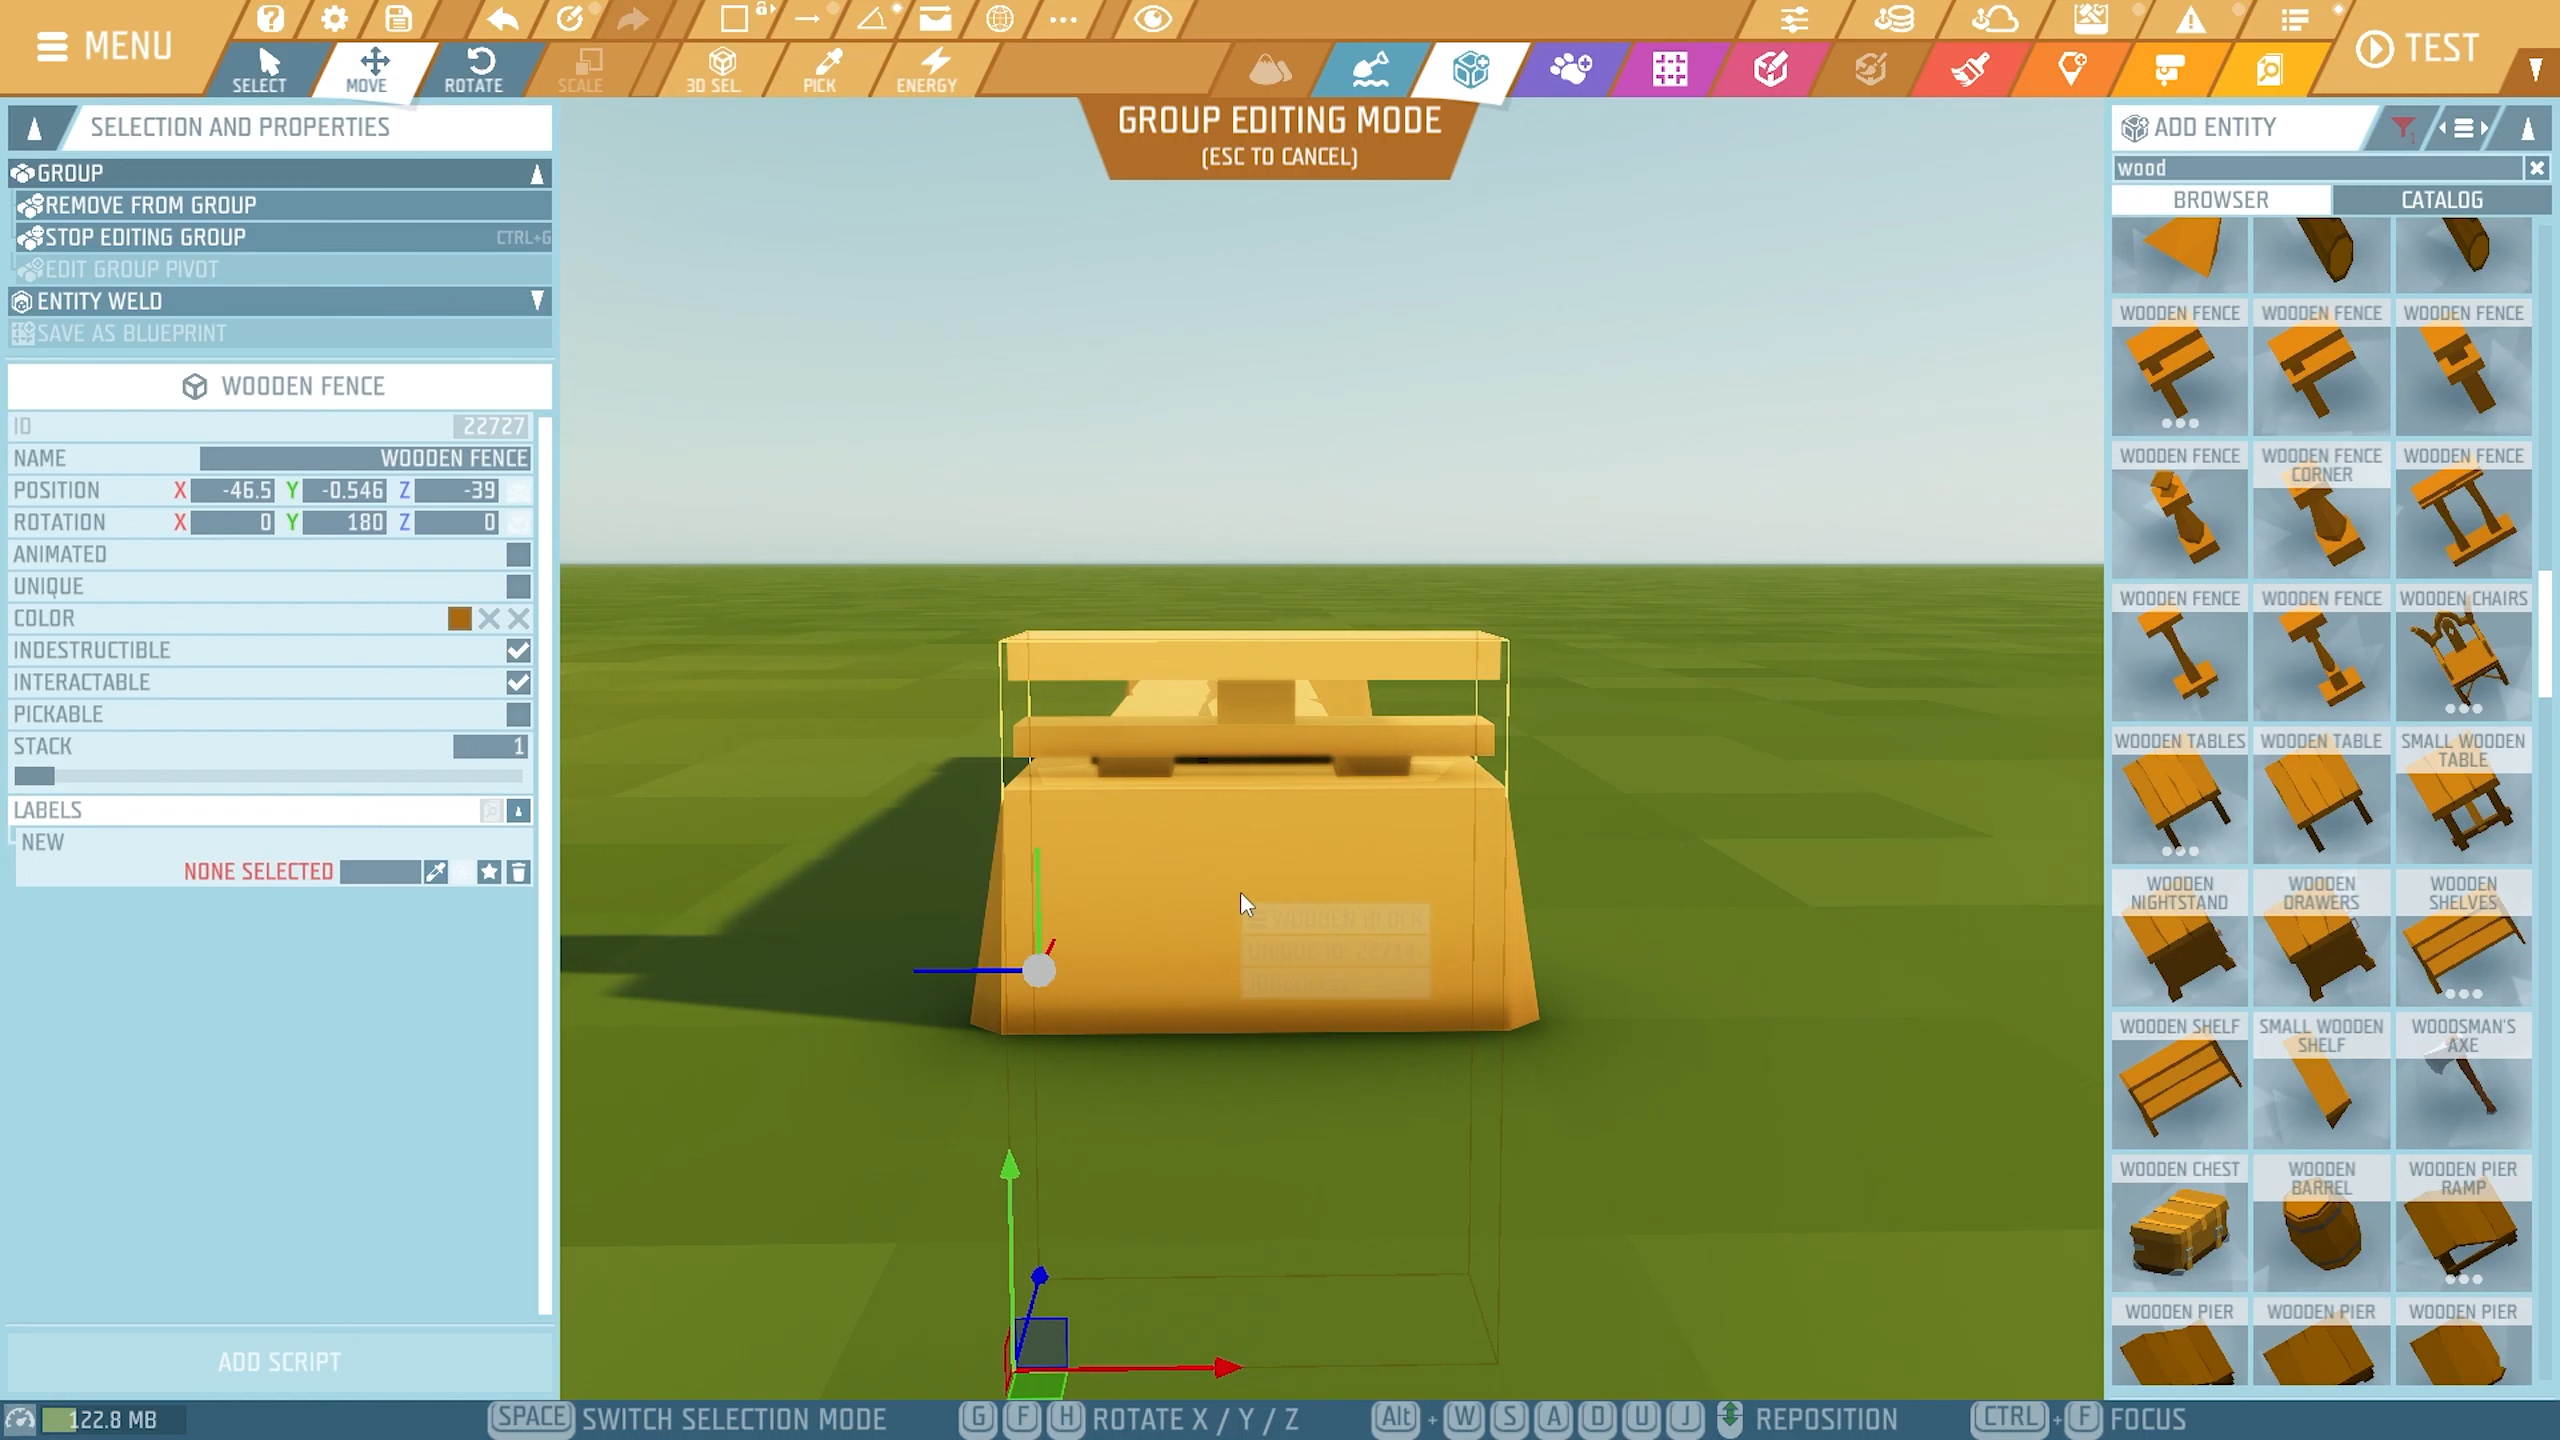 MENU
SELECT
MOVE
ROTATE
SCALE
3D SEL.
PICK
ENERGY
TEST
SELECTION AND PROPERTIES
GROUP
REMOVE FROM GROUP
STOP EDITING GROUP CTRL+G
EDIT GROUP PIVOT
ENTITY WELD
SAVE AS BLUEPRINT
WOODEN FENCE
ID 22727
NAME WOODEN FENCE
POSITION X -46.5 Y -0.546 Z -39
ROTATION X 0 Y 180 Z 0
ANIMATED
UNIQUE
COLOR
INDESTRUCTIBLE
INTERACTABLE
PICKABLE
STACK 1
LABELS
NEW
NONE SELECTED
ADD SCRIPT
GROUP EDITING MODE
(ESC TO CANCEL)
WOODEN BLOCK
UNIQUE ID:
ADD ENTITY
wood
BROWSER CATALOG
WOODEN FENCE WOODEN FENCE WOODEN FENCE
WOODEN FENCE
WOODEN FENCE
CORNER
WOODEN FENCE
WOODEN FENCE WOODEN FENCE WOODEN CHAIRS
WOODEN TABLES WOODEN TABLE
SMALL WOODEN
TABLE
WOODEN
NIGHTSTAND
WOODEN
DRAWERS
WOODEN
SHELVES
WOODEN SHELF
SMALL WOODEN
SHELF
WOODSMAN'S
AXE
WOODEN CHEST
WOODEN
BARREL
WOODEN PIER
RAMP
WOODEN PIER WOODEN PIER WOODEN PIER
122.8 MB
SPACE SWITCH SELECTION MODE
G F H ROTATE X / Y / Z
Alt + W S A D U J REPOSITION
CTRL + F FOCUS